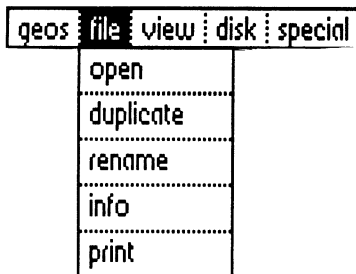 geos file view disk special
open
duplicate
rename
info
print